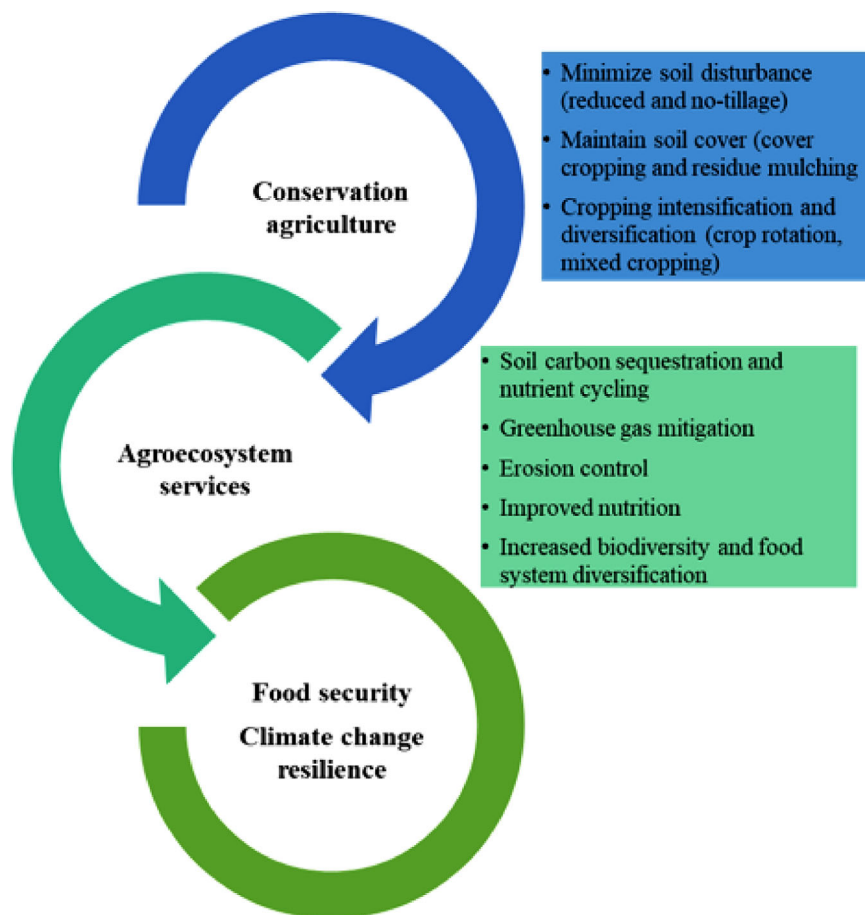 Conservation
agriculture
• Minimize soil disturbance
(reduced and no-tillage)
• Maintain soil cover (cover
cropping and residue mulching
• Cropping intensification and
diversification (crop rotation,
mixed cropping)
Agroecosystem
services
• Soil carbon sequestration and
nutrient cycling
• Greenhouse gas mitigation
• Erosion control
• Improved nutrition
• Increased biodiversity and food
system diversification
Food security
Climate change
resilience